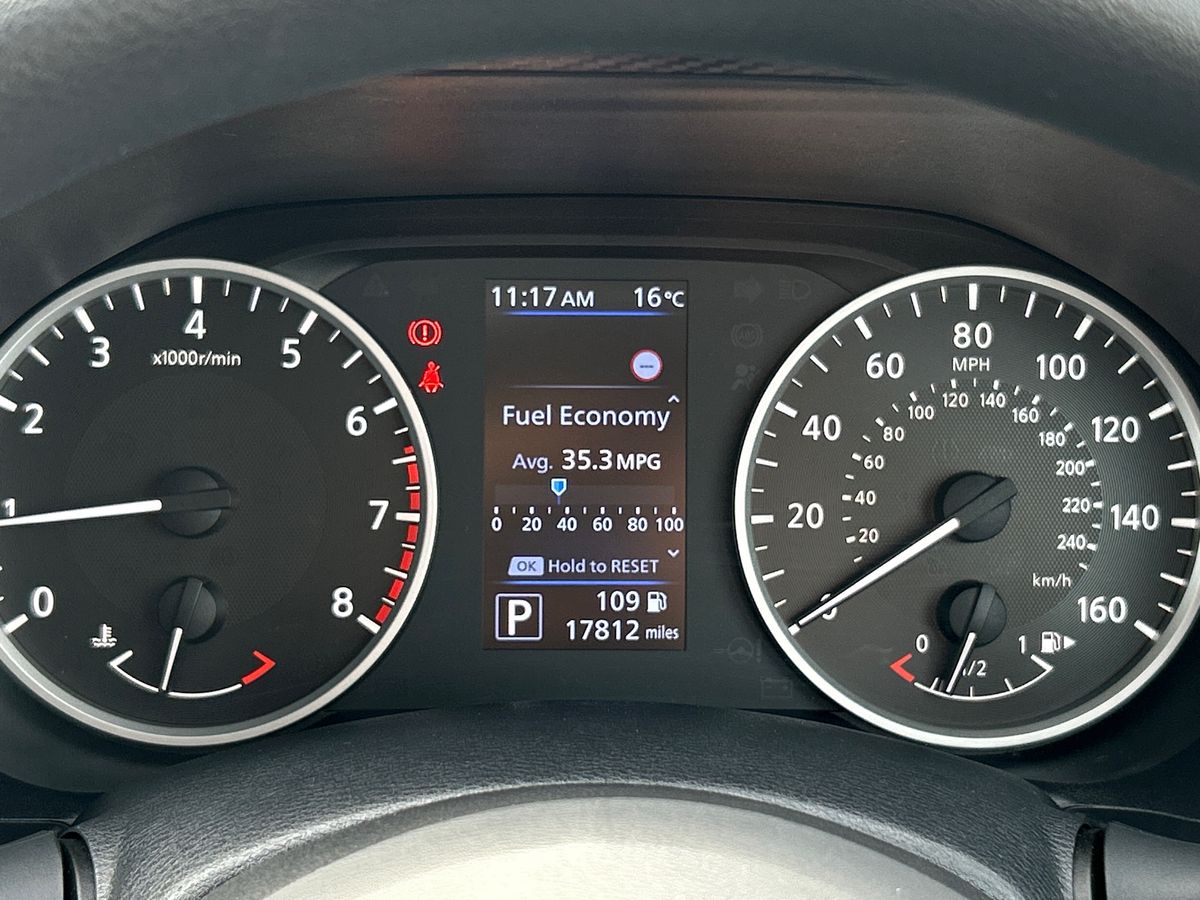 11:17 AM 16°C
Fuel Economy
Avg. 35.3 MPG
0 20 40 60 80 100
OK Hold to RESET
P 109
17812 miles
0 1 2 3 4 5 6 7 8
x1000r/min
0 20 40 60 80 100 120 140 160
MPH
20 40 60 80 100 120 140 160 180 200 220 240
km/h
0 1/2 1